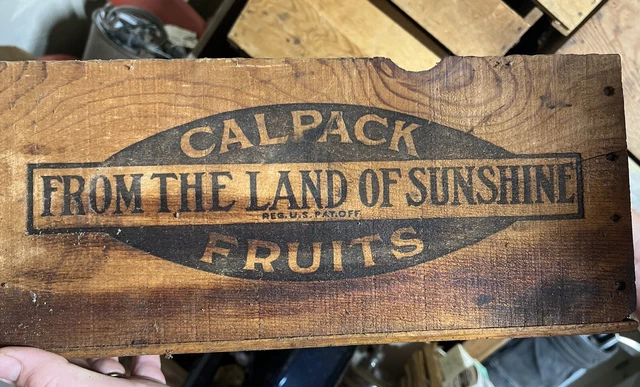 CALPACK
FROM THE LAND OF SUNSHINE
REG. U.S. PAT. OFF.
FRUITS